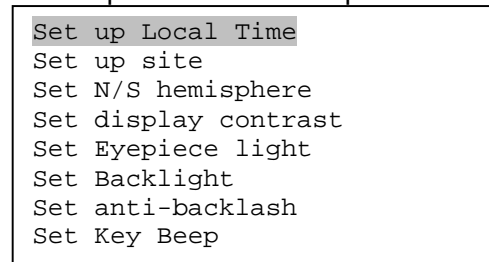 Set up Local Time
Set up site
Set N/S hemisphere
Set display contrast
Set Eyepiece light
Set Backlight
Set anti-backlash
Set Key Beep